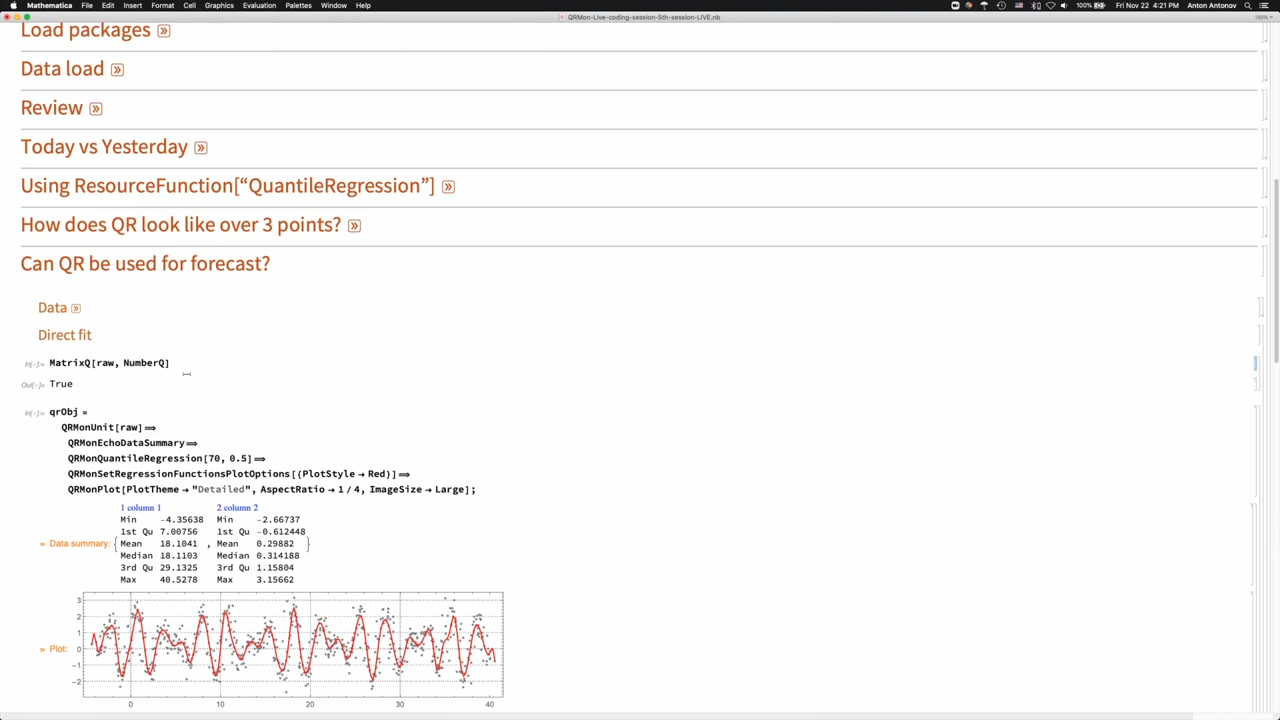 Mathematica File Edit Insert Format Cell Graphics Evaluation Palettes Window Help 100% Fri Nov 22 4:21 PM Anton Antonov
QRMon-Live-coding-session-5th-session-LIVE.nb
Load packages »
Data load »
Review »
Today vs Yesterday »
Using ResourceFunction[“QuantileRegression”] »
How does QR look like over 3 points? »
Can QR be used for forecast?
Data »
Direct fit
In[-]:= MatrixQ[raw, NumberQ]
Out[-]= True
In[-]:= qrObj =
QRMonUnit[raw]⟹
QRMonEchoDataSummary⟹
QRMonQuantileRegression[70, 0.5]⟹
QRMonSetRegressionFunctionsPlotOptions[{PlotStyle→Red}]⟹
QRMonPlot[PlotTheme→"Detailed", AspectRatio→1/4, ImageSize→Large];
1 column 1 2 column 2
Min -4.35638 Min -2.66737
1st Qu 7.00756 1st Qu -0.612448
» Data summary: { Mean 18.1041 , Mean 0.29882 }
Median 18.1103 Median 0.314188
3rd Qu 29.1325 3rd Qu 1.15804
Max 40.5278 Max 3.15662
3
2
1
» Plot: 0
-1
-2
0 10 20 30 40